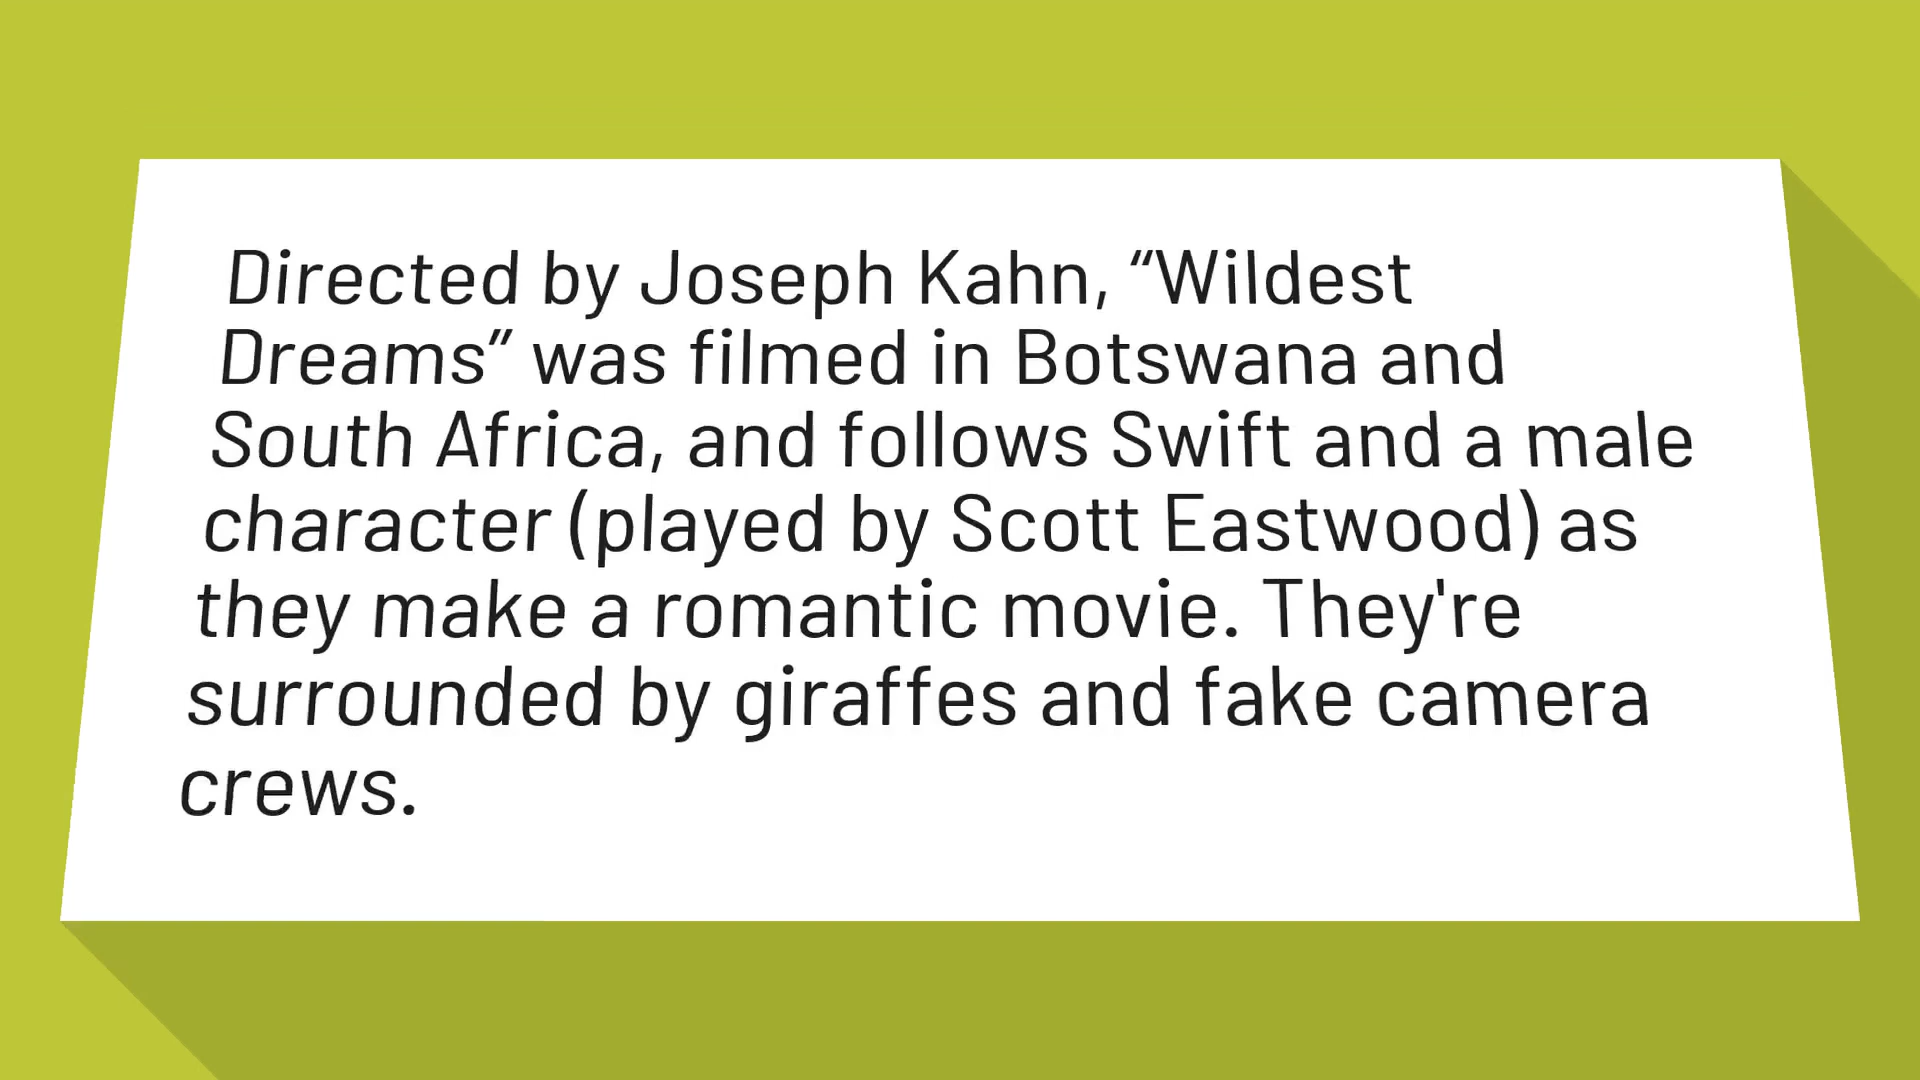 Directed by Joseph Kahn, “Wildest
Dreams” was filmed in Botswana and
South Africa, and follows Swift and a male
character (played by Scott Eastwood) as
they make a romantic movie. They're
surrounded by giraffes and fake camera
crews.